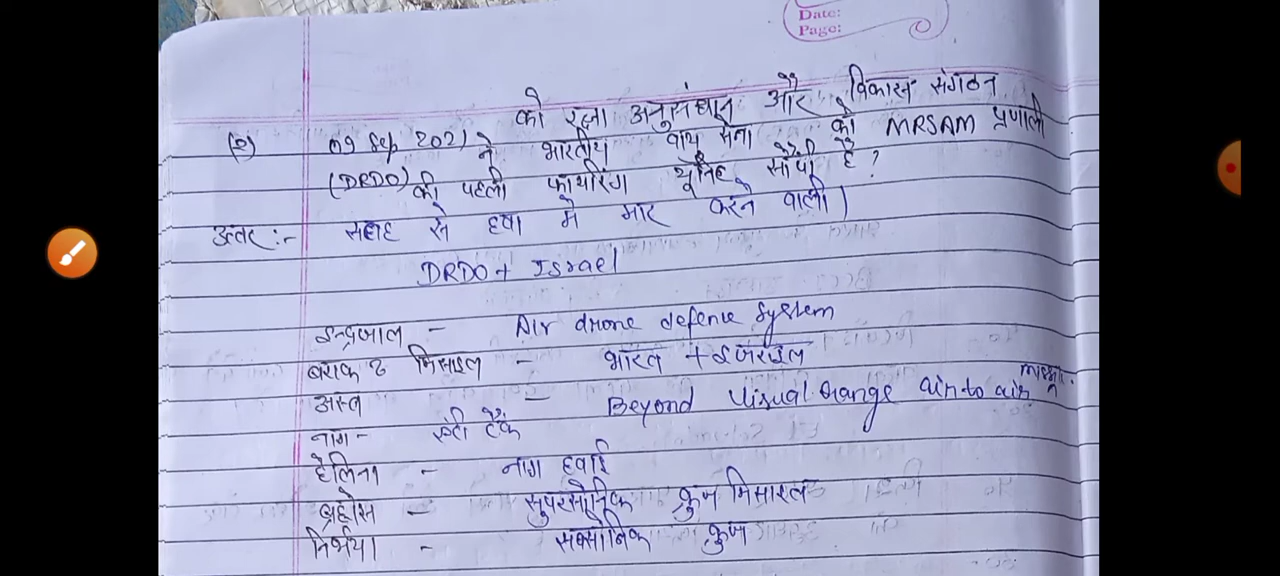 Date:
Page:
(०) 09 Sep 2021 को रक्षा अनुसंधान और विकास संगठन
(DRDO) ने भारतीय वायु सेना को MRSAM प्रणाली
की पहली फायरिंग यूनिट सौंपी है ?
उत्तर :- सतह से हवा मे मार करने वाली।
DRDO + Israel
इन्द्रजाल - Air drone defence System
बराक 8 मिसाइल - भारत + इजराइल
अस्त्र - Beyond Visual range air to air
नाग - एंटी टैंक
हेलिना - नाग हवाई
ब्रह्मोस - सुपरसोनिक क्रुज मिसाइल
निर्भया - सबसोनिक क्रुज